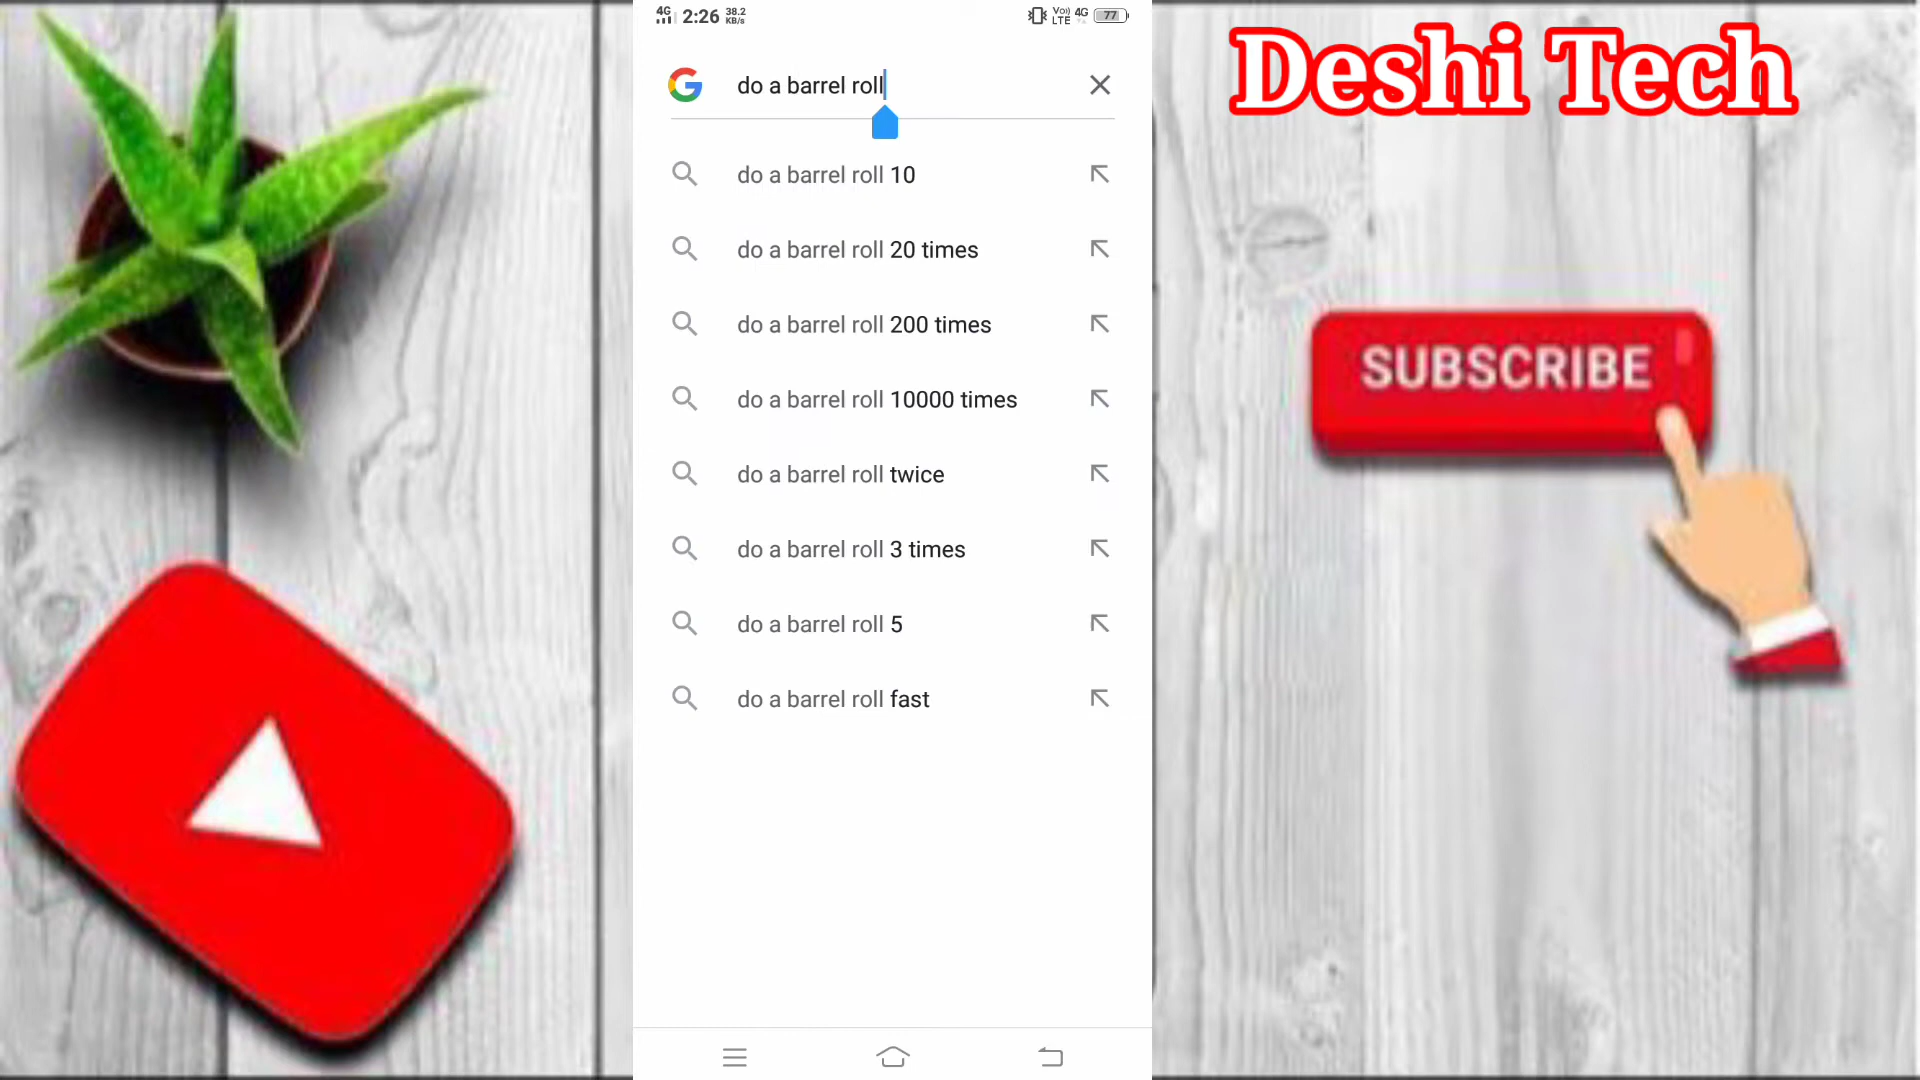 4G 2:26 38.2 KB/s
Vo) LTE 4G 77
do a barrel roll
do a barrel roll 10
do a barrel roll 20 times
do a barrel roll 200 times
do a barrel roll 10000 times
do a barrel roll twice
do a barrel roll 3 times
do a barrel roll 5
do a barrel roll fast
Deshi Tech
SUBSCRIBE